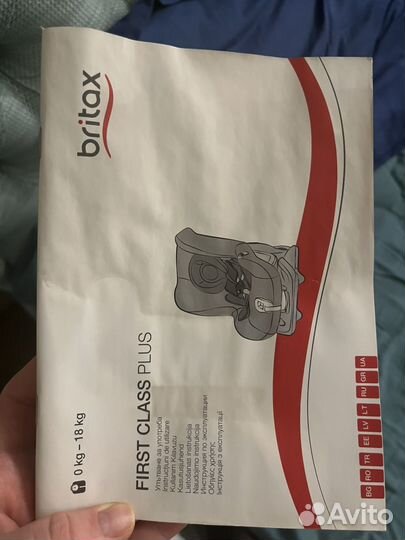 britax
0 kg – 18 kg
FIRST CLASS PLUS
Упътване за употреба
Instrucţiuni de utilizare
Kullanım Kılavuzu
Kasutusjuhend
Lietošanas instrukcija
Naudojimo instrukcija
Инструкция по эксплуатации
Οδηγίες χρήσης
Інструкція з експлуатації
BG RO TR EE LV LT RU GR UA
Avito